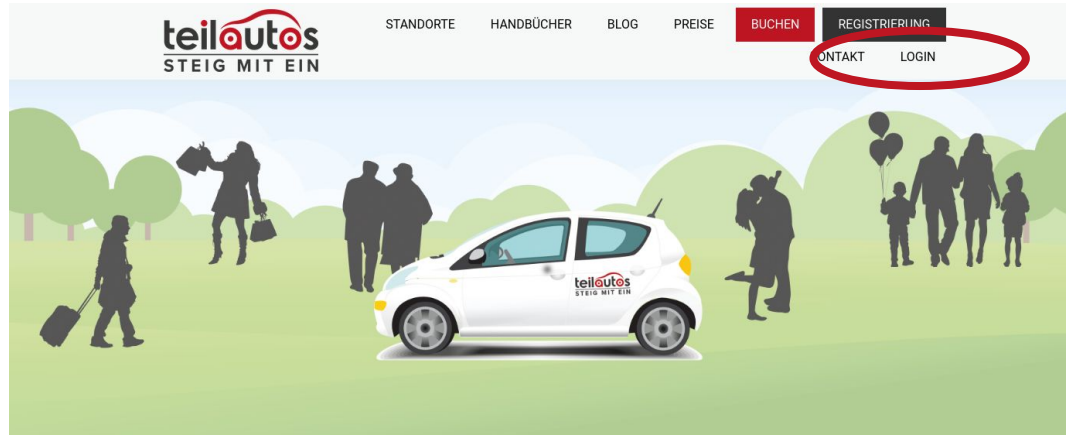 teilautos
STEIG MIT EIN
STANDORTE HANDBÜCHER BLOG PREISE BUCHEN REGISTRIERUNG
ONTAKT LOGIN
teilautos
STEIG MIT EIN